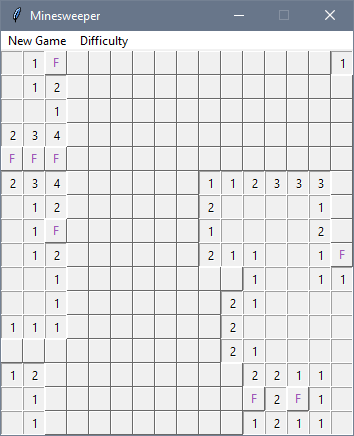 Minesweeper
New Game Difficulty
1 F 1
1 2
1
2 3 4
F F F
2 3 4 1 1 2 3 3 3
1 2 2 1
1 F 1 2
1 2 2 1 1 1 F
1 1 1 1
1 2 1
1 1 1 2
2 1
1 2 2 2 1 1
1 F 2 F 1
1 1 2 1 1